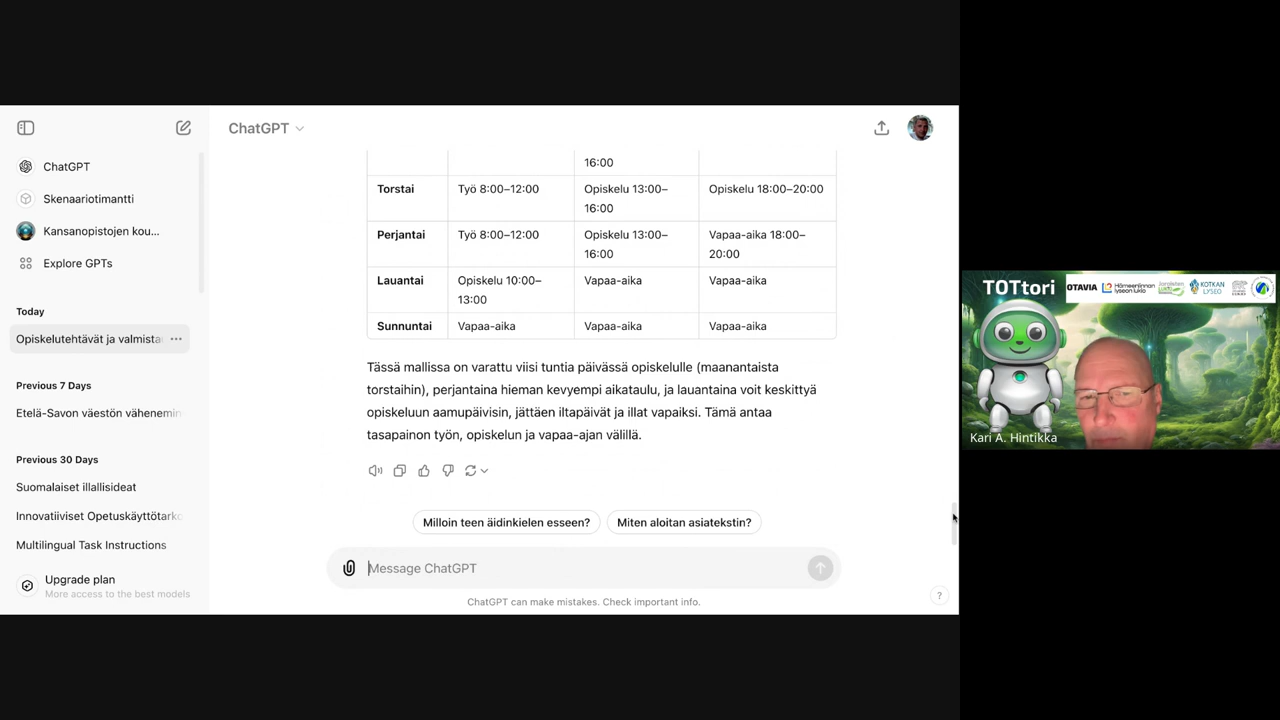 ChatGPT
ChatGPT
Skenaariotimantti
Kansanopistojen kou...
Explore GPTs
Today
Opiskelutehtävät ja valmista
Previous 7 Days
Etelä-Savon väestön vähenemin
Previous 30 Days
Suomalaiset illallisideat
Innovatiiviset Opetuskäyttötarko
Multilingual Task Instructions
Upgrade plan
More access to the best models
16:00
Torstai Työ 8:00–12:00 Opiskelu 13:00– Opiskelu 18:00–20:00
16:00
Perjantai Työ 8:00–12:00 Opiskelu 13:00– Vapaa-aika 18:00–
16:00 20:00
Lauantai Opiskelu 10:00– Vapaa-aika Vapaa-aika
13:00
Sunnuntai Vapaa-aika Vapaa-aika Vapaa-aika
Tässä mallissa on varattu viisi tuntia päivässä opiskelulle (maanantaista
torstaihin), perjantaina hieman kevyempi aikataulu, ja lauantaina voit keskittyä
opiskeluun aamupäivisin, jättäen iltapäivät ja illat vapaiksi. Tämä antaa
tasapainon työn, opiskelun ja vapaa-ajan välillä.
Milloin teen äidinkielen esseen? Miten aloitan asiatekstin?
Message ChatGPT
ChatGPT can make mistakes. Check important info.
?
TOTtori
OTAVIA
Hämeenlinnan
lyseon lukio
KOTKAN
LYSEO
Kari A. Hintikka